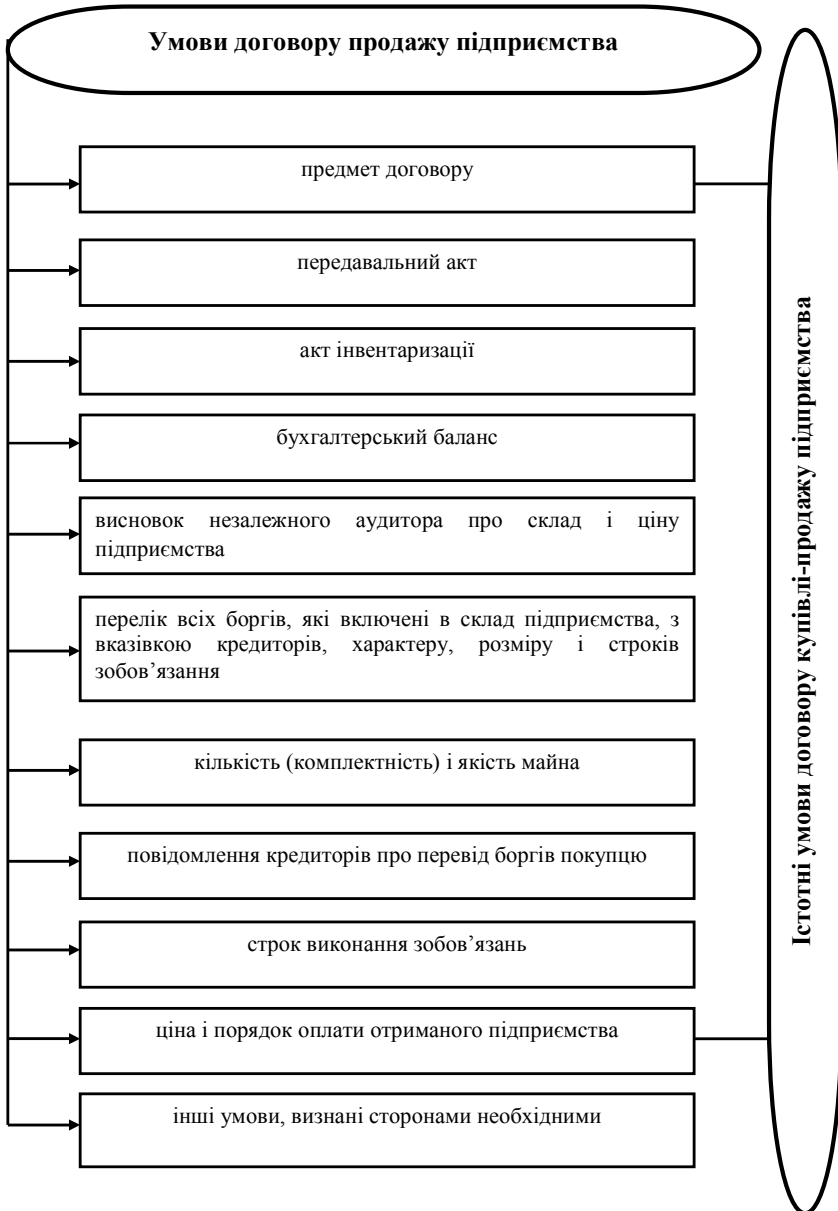 Умови договору продажу підприємства
предмет договору
передавальний акт
акт інвентаризації
бухгалтерський баланс
висновок незалежного аудитора про склад і ціну
підприємства
перелік всіх боргів, які включені в склад підприємства, з
вказівкою кредиторів, характеру, розміру і строків
зобов’язання
кількість (комплектність) і якість майна
повідомлення кредиторів про перевід боргів покупцю
строк виконання зобов’язань
ціна і порядок оплати отриманого підприємства
інші умови, визнані сторонами необхідними
Істотні умови договору купівлі-продажу підприємства